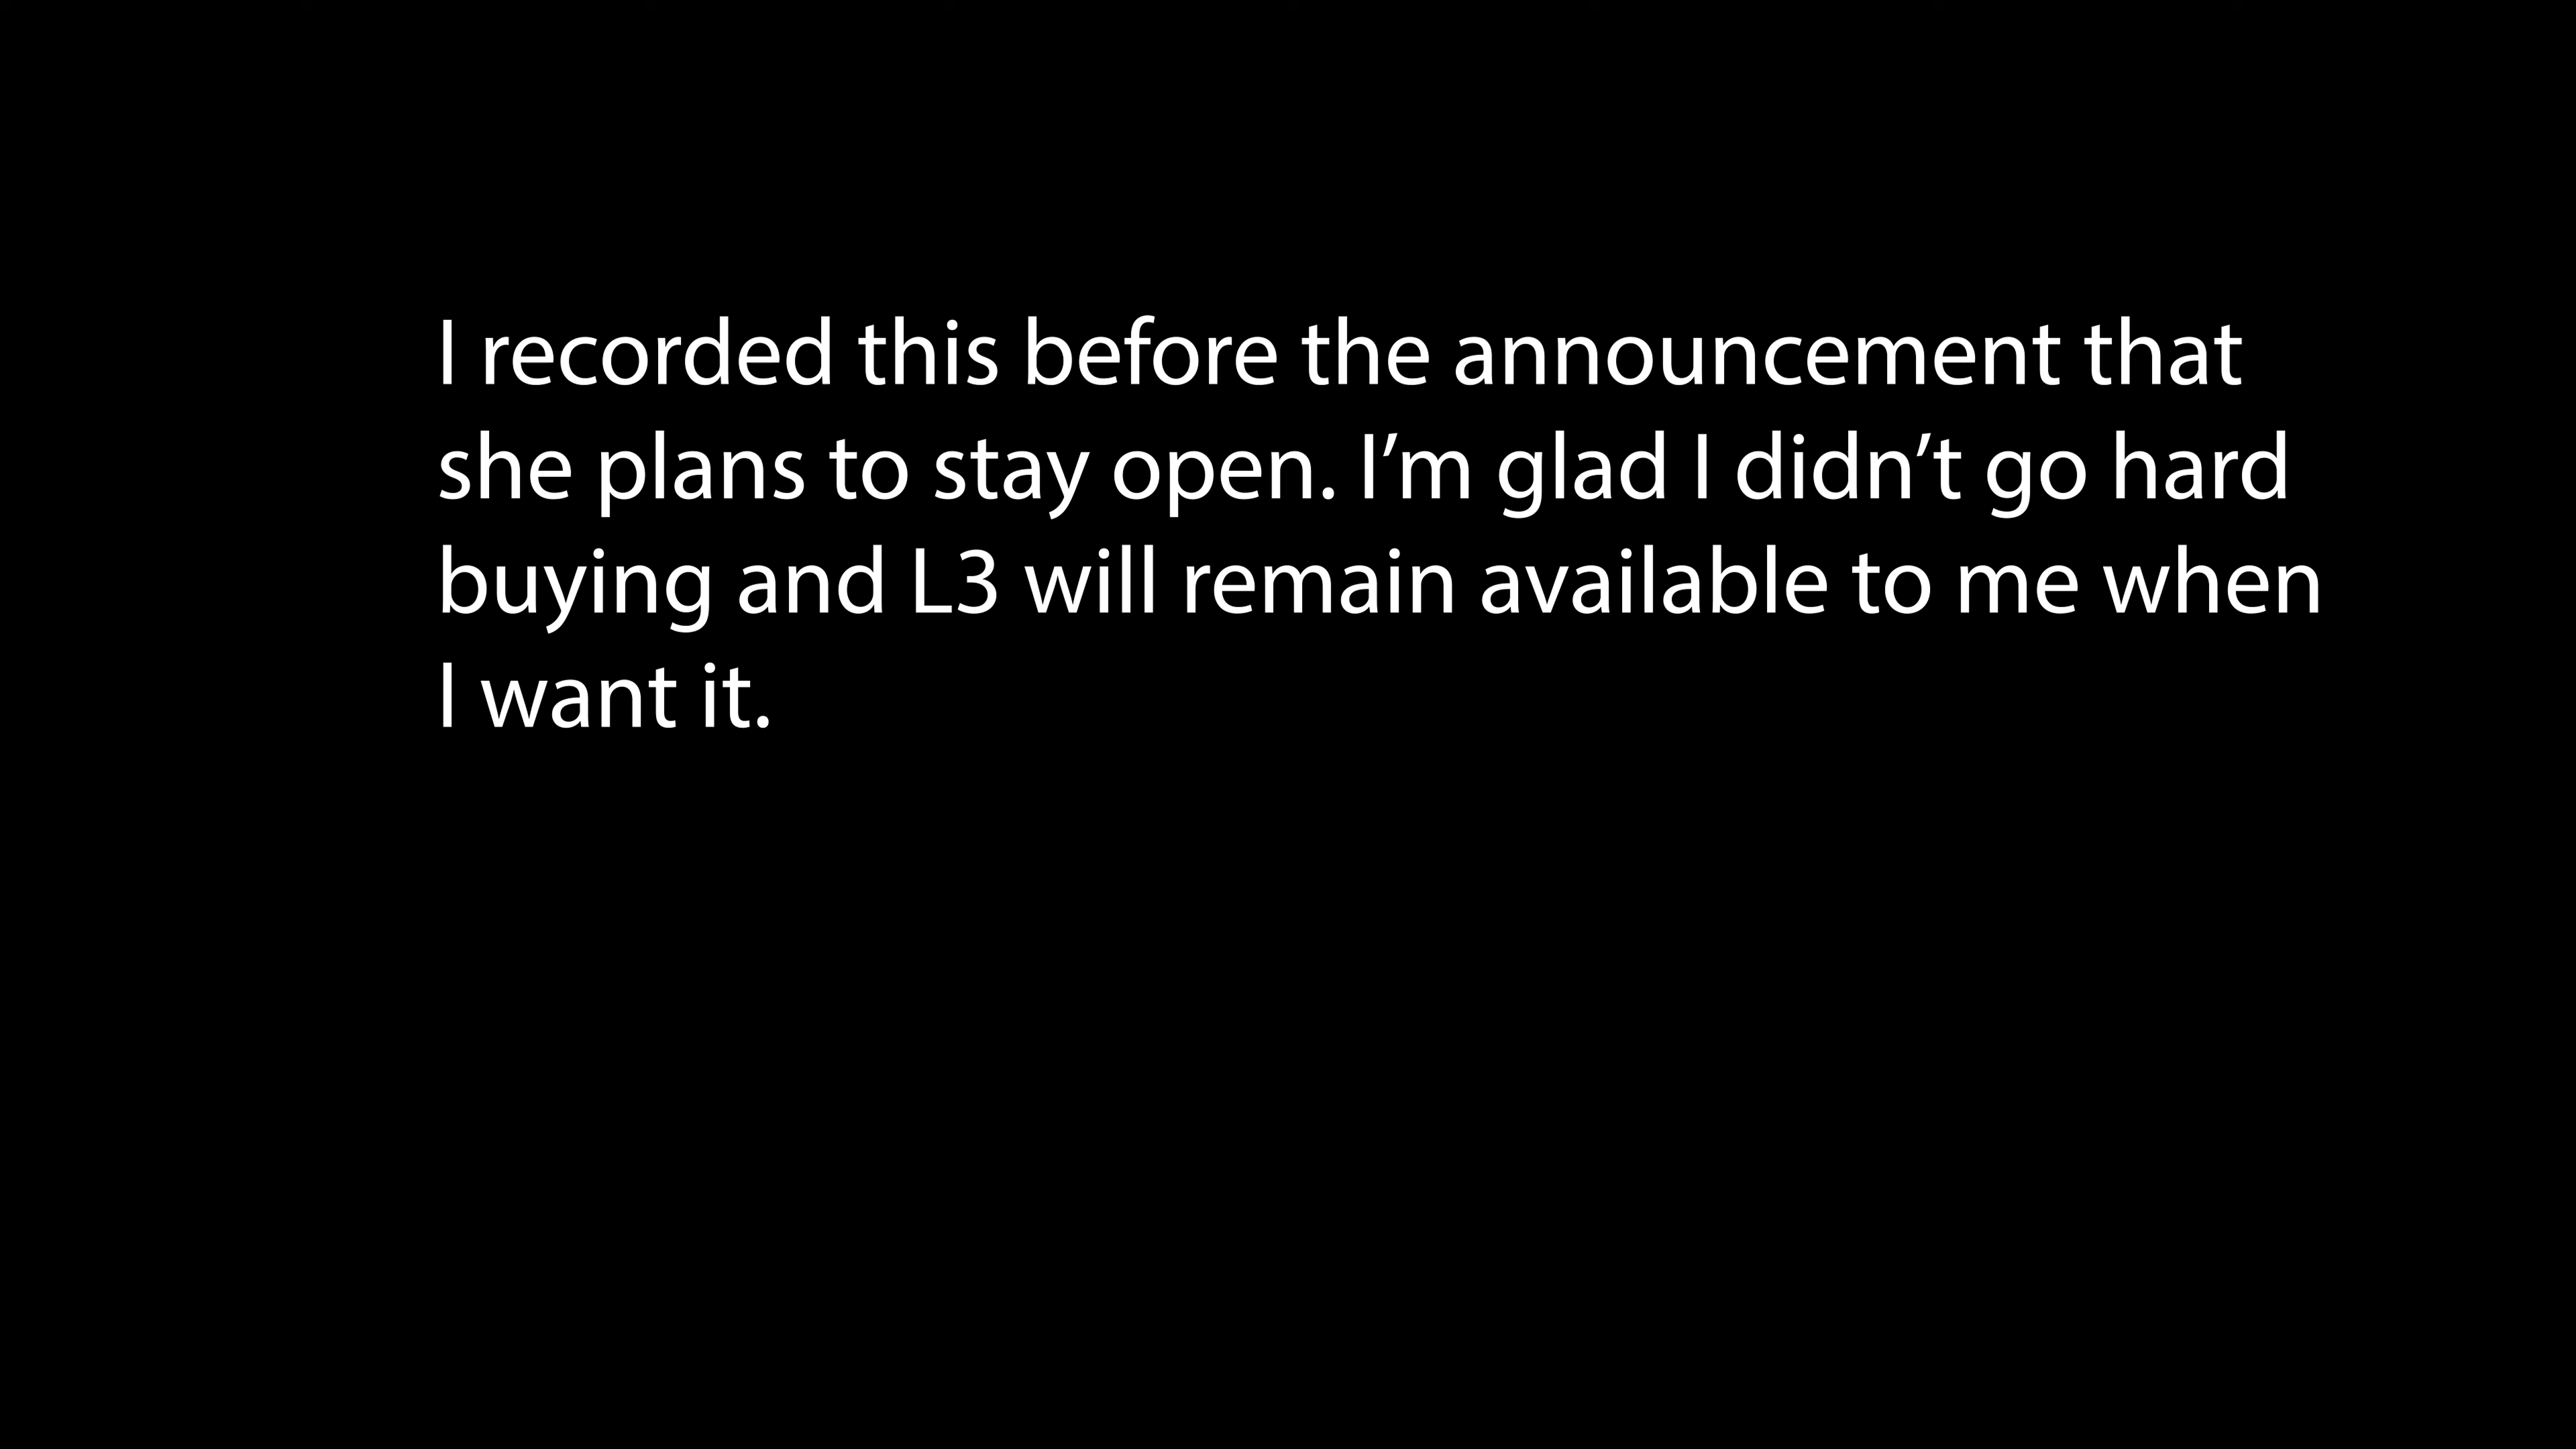 I recorded this before the announcement that
she plans to stay open. I’m glad I didn’t go hard
buying and L3 will remain available to me when
I want it.